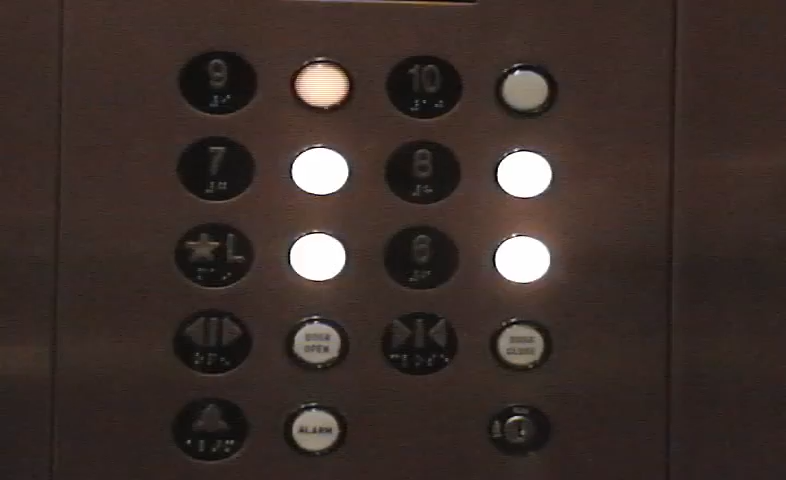 9 10
7 8
★ L 6
DOOR OPEN DOOR CLOSE
ALARM